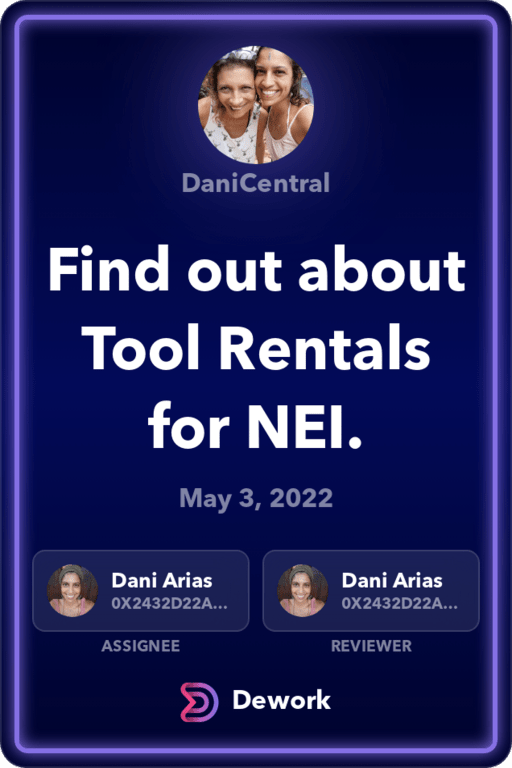 DaniCentral
Find out about
Tool Rentals
for NEI.
May 3, 2022
Dani Arias
0X2432D22A...
ASSIGNEE
Dani Arias
0X2432D22A...
REVIEWER
Dework